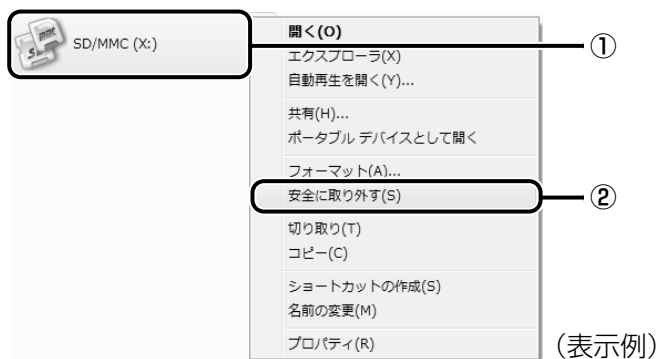 SD/MMC (X:)
①
開く(O)
エクスプローラ(X)
自動再生を開く(Y)...
共有(H)...
ポータブル デバイスとして開く
フォーマット(A)...
安全に取り外す(S)
②
切り取り(T)
コピー(C)
ショートカットの作成(S)
名前の変更(M)
プロパティ(R)
（表示例）